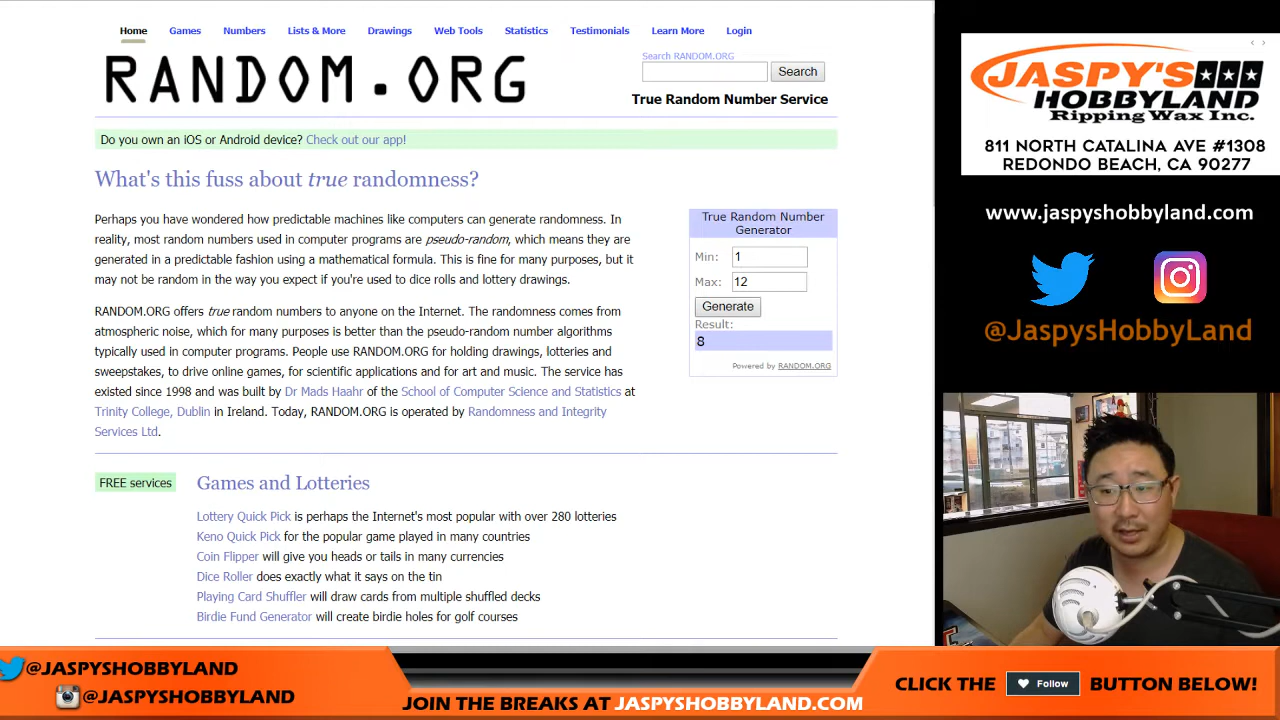 Home Games Numbers Lists & More Drawings Web Tools Statistics Testimonials Learn More Login
RANDOM.ORG
Search RANDOM.ORG
Search
True Random Number Service
Do you own an iOS or Android device? Check out our app!
What's this fuss about true randomness?
Perhaps you have wondered how predictable machines like computers can generate randomness. In
reality, most random numbers used in computer programs are pseudo-random, which means they are
generated in a predictable fashion using a mathematical formula. This is fine for many purposes, but it
may not be random in the way you expect if you're used to dice rolls and lottery drawings.
RANDOM.ORG offers true random numbers to anyone on the Internet. The randomness comes from
atmospheric noise, which for many purposes is better than the pseudo-random number algorithms
typically used in computer programs. People use RANDOM.ORG for holding drawings, lotteries and
sweepstakes, to drive online games, for scientific applications and for art and music. The service has
existed since 1998 and was built by Dr Mads Haahr of the School of Computer Science and Statistics at
Trinity College, Dublin in Ireland. Today, RANDOM.ORG is operated by Randomness and Integrity
Services Ltd.
True Random Number
Generator
Min: 1
Max: 12
Generate
Result:
8
Powered by RANDOM.ORG
FREE services
Games and Lotteries
Lottery Quick Pick is perhaps the Internet's most popular with over 280 lotteries
Keno Quick Pick for the popular game played in many countries
Coin Flipper will give you heads or tails in many currencies
Dice Roller does exactly what it says on the tin
Playing Card Shuffler will draw cards from multiple shuffled decks
Birdie Fund Generator will create birdie holes for golf courses
JASPY'S
HOBBYLAND
Ripping Wax Inc.
811 NORTH CATALINA AVE #1308
REDONDO BEACH, CA 90277
www.jaspyshobbyland.com
@JaspysHobbyLand
@JASPYSHOBBYLAND
@JASPYSHOBBYLAND
JOIN THE BREAKS AT JASPYSHOBBYLAND.COM
CLICK THE Follow BUTTON BELOW!